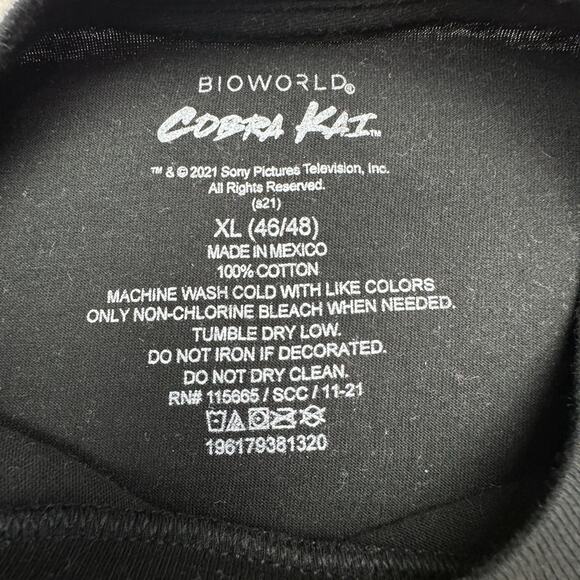 BIOWORLD®
COBRA KAI™
™ & © 2021 Sony Pictures Television, Inc.
All Rights Reserved.
(s21)
XL (46/48)
MADE IN MEXICO
100% COTTON
MACHINE WASH COLD WITH LIKE COLORS
ONLY NON-CHLORINE BLEACH WHEN NEEDED.
TUMBLE DRY LOW.
DO NOT IRON IF DECORATED.
DO NOT DRY CLEAN.
RN# 115665 / SCC / 11-21
196179381320